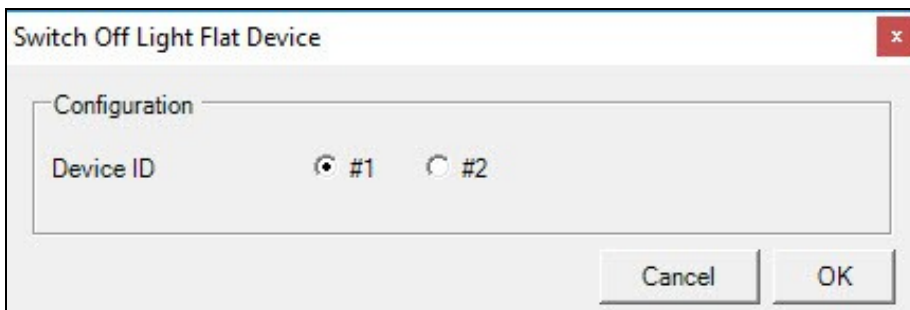 Switch Off Light Flat Device
x
Configuration
Device ID #1 #2
Cancel OK